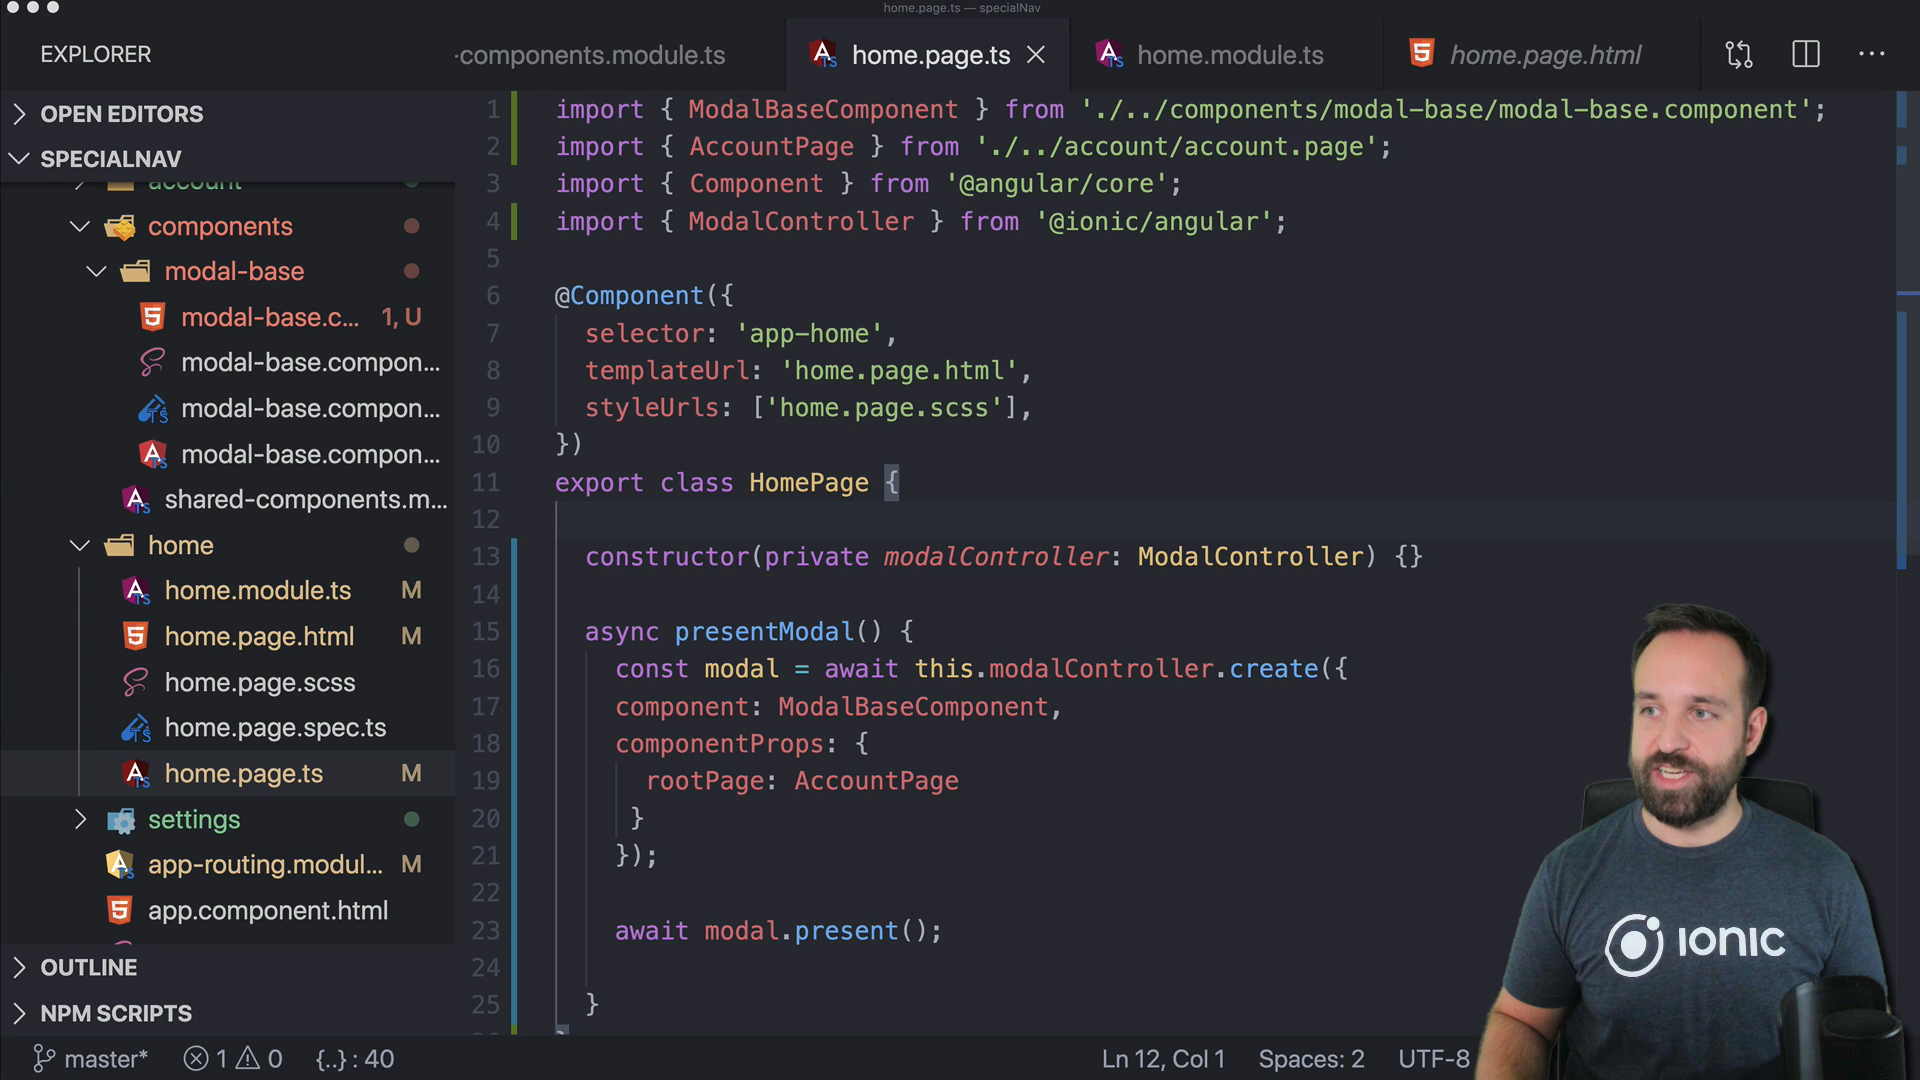 home.page.ts — specialNav
EXPLORER
-components.module.ts
home.page.ts
home.module.ts
home.page.html
OPEN EDITORS
SPECIALNAV
account
components
modal-base
modal-base.c... 1, U
modal-base.compon...
modal-base.compon...
modal-base.compon...
shared-components.m...
home
home.module.ts M
home.page.html M
home.page.scss
home.page.spec.ts
home.page.ts M
settings
app-routing.modul... M
app.component.html
OUTLINE
NPM SCRIPTS
1 import { ModalBaseComponent } from './../components/modal-base/modal-base.component';
2 import { AccountPage } from './../account/account.page';
3 import { Component } from '@angular/core';
4 import { ModalController } from '@ionic/angular';
5
6 @Component({
7 selector: 'app-home',
8 templateUrl: 'home.page.html',
9 styleUrls: ['home.page.scss'],
10 })
11 export class HomePage {
12
13 constructor(private modalController: ModalController) {}
14
15 async presentModal() {
16 const modal = await this.modalController.create({
17 component: ModalBaseComponent,
18 componentProps: {
19 rootPage: AccountPage
20 }
21 });
22
23 await modal.present();
24
25 }
IONIC
master* 1 0 {..} : 40
Ln 12, Col 1 Spaces: 2 UTF-8